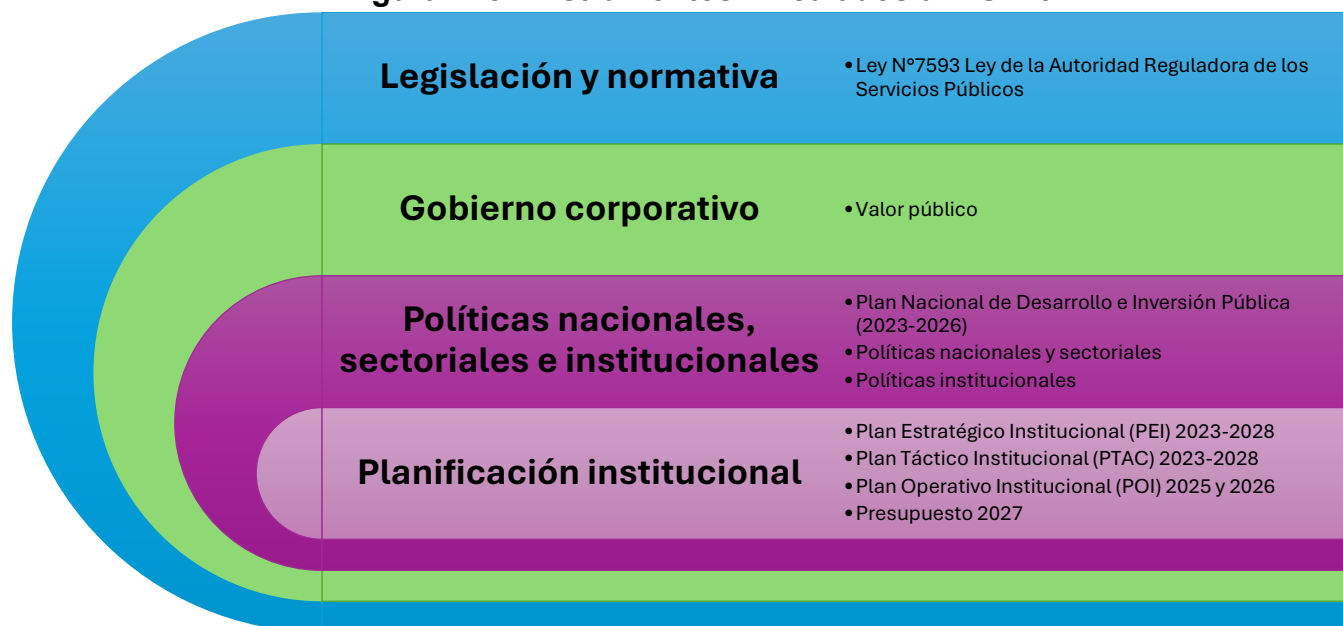 Legislación y normativa
•Ley N°7593 Ley de la Autoridad Reguladora de los
Servicios Públicos
Gobierno corporativo
•Valor público
Políticas nacionales,
sectoriales e institucionales
•Plan Nacional de Desarrollo e Inversión Pública
(2023-2026)
•Políticas nacionales y sectoriales
•Políticas institucionales
Planificación institucional
•Plan Estratégico Institucional (PEI) 2023-2028
•Plan Táctico Institucional (PTAC) 2023-2028
•Plan Operativo Institucional (POI) 2025 y 2026
•Presupuesto 2027